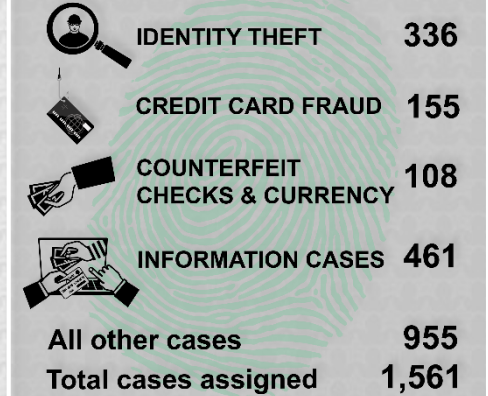 IDENTITY THEFT 336
CREDIT CARD FRAUD 155
COUNTERFEIT
CHECKS & CURRENCY 108
INFORMATION CASES 461
All other cases 955
Total cases assigned 1,561